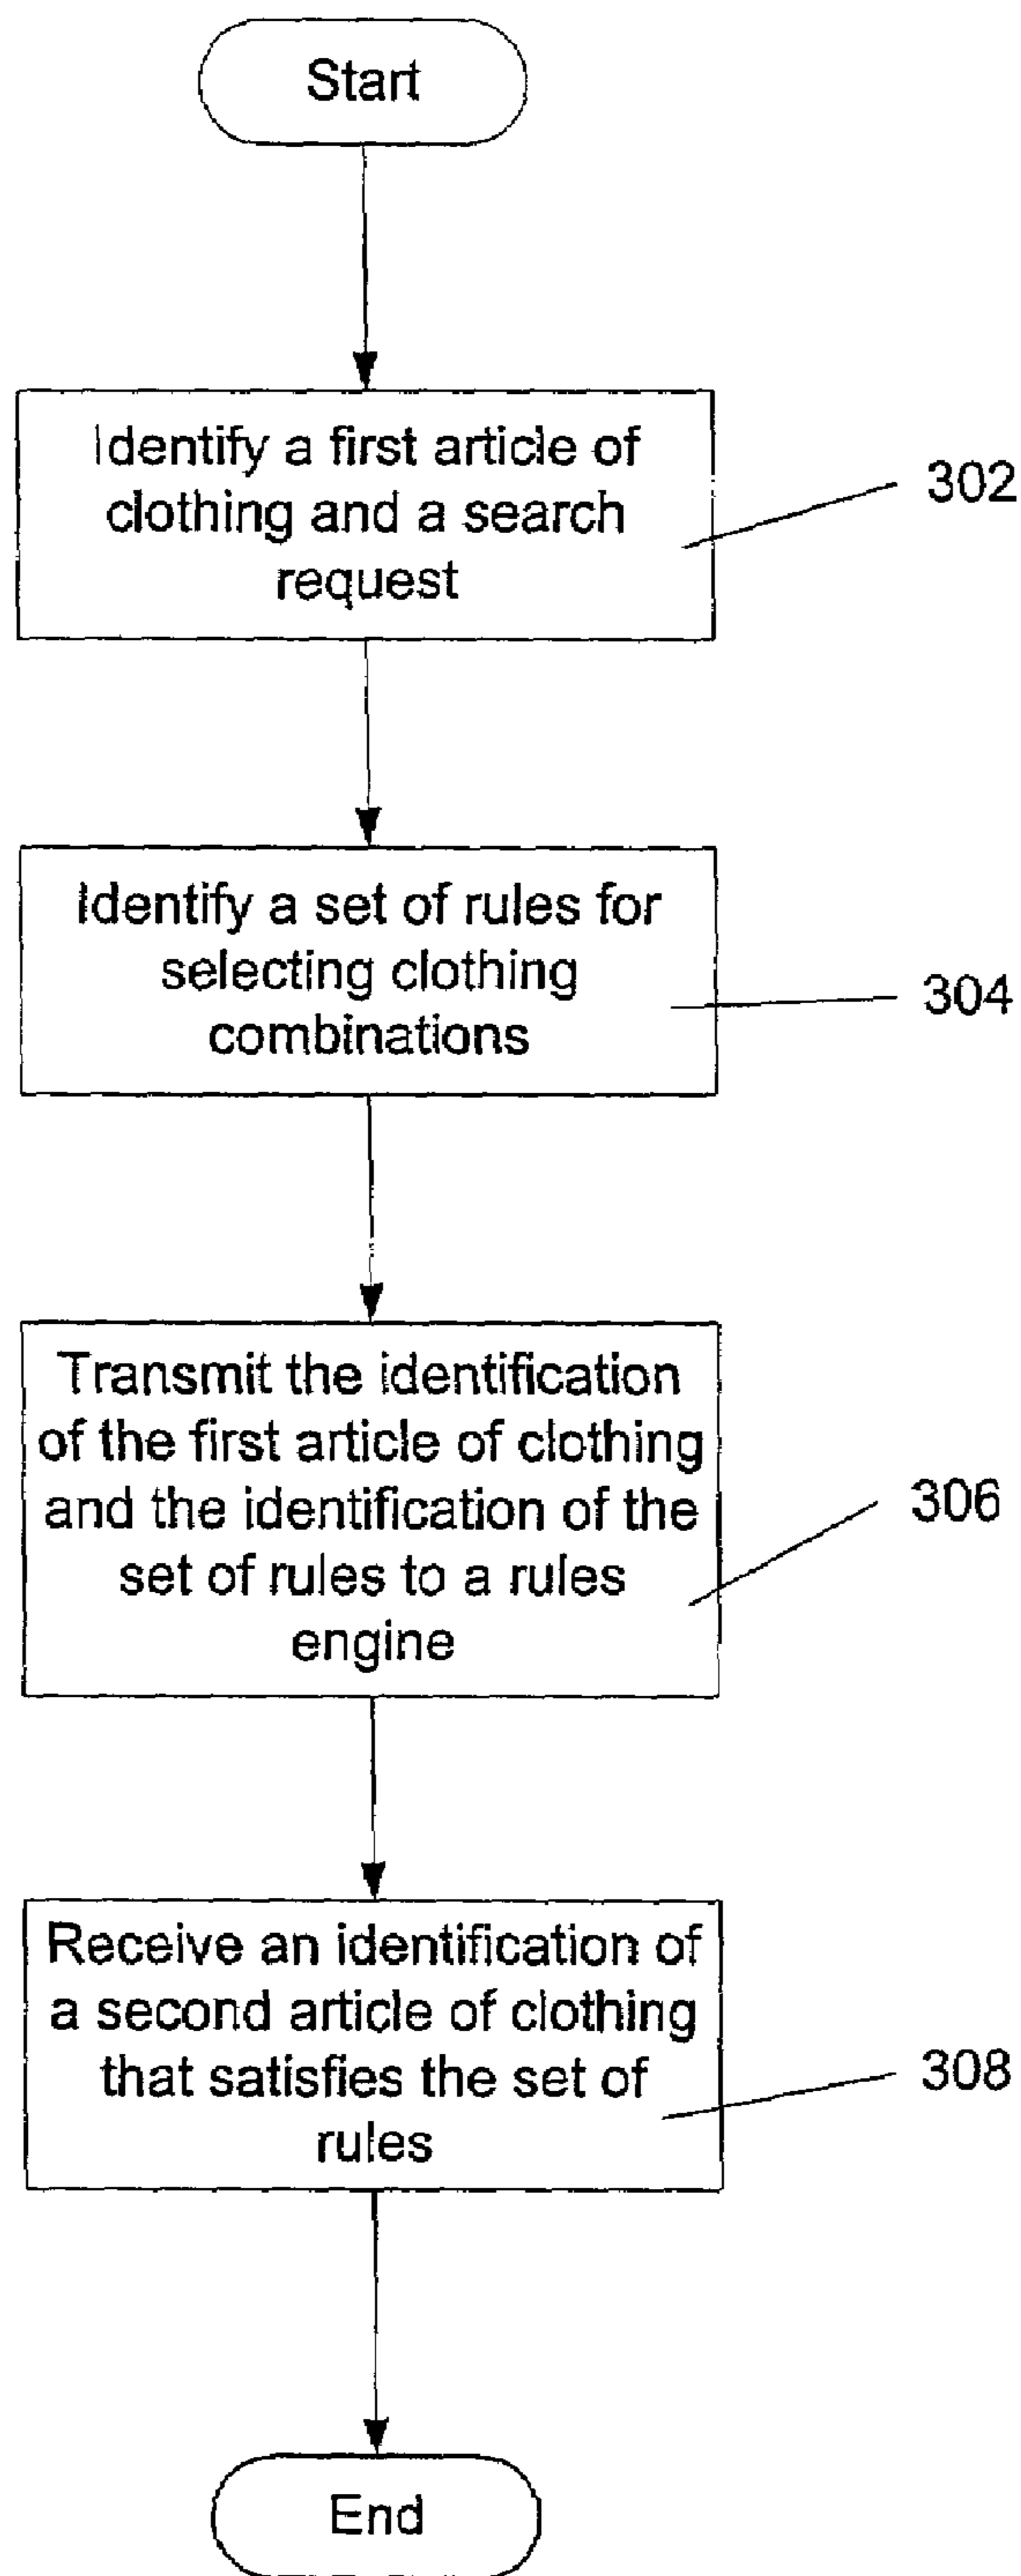 Start
Identify a first article of
clothing and a search
request
302
Identify a set of rules for
selecting clothing
combinations
304
Transmit the identification
of the first article of clothing
and the identification of the
set of rules to a rules
engine
306
Receive an identification of
a second article of clothing
that satisfies the set of
rules
308
End